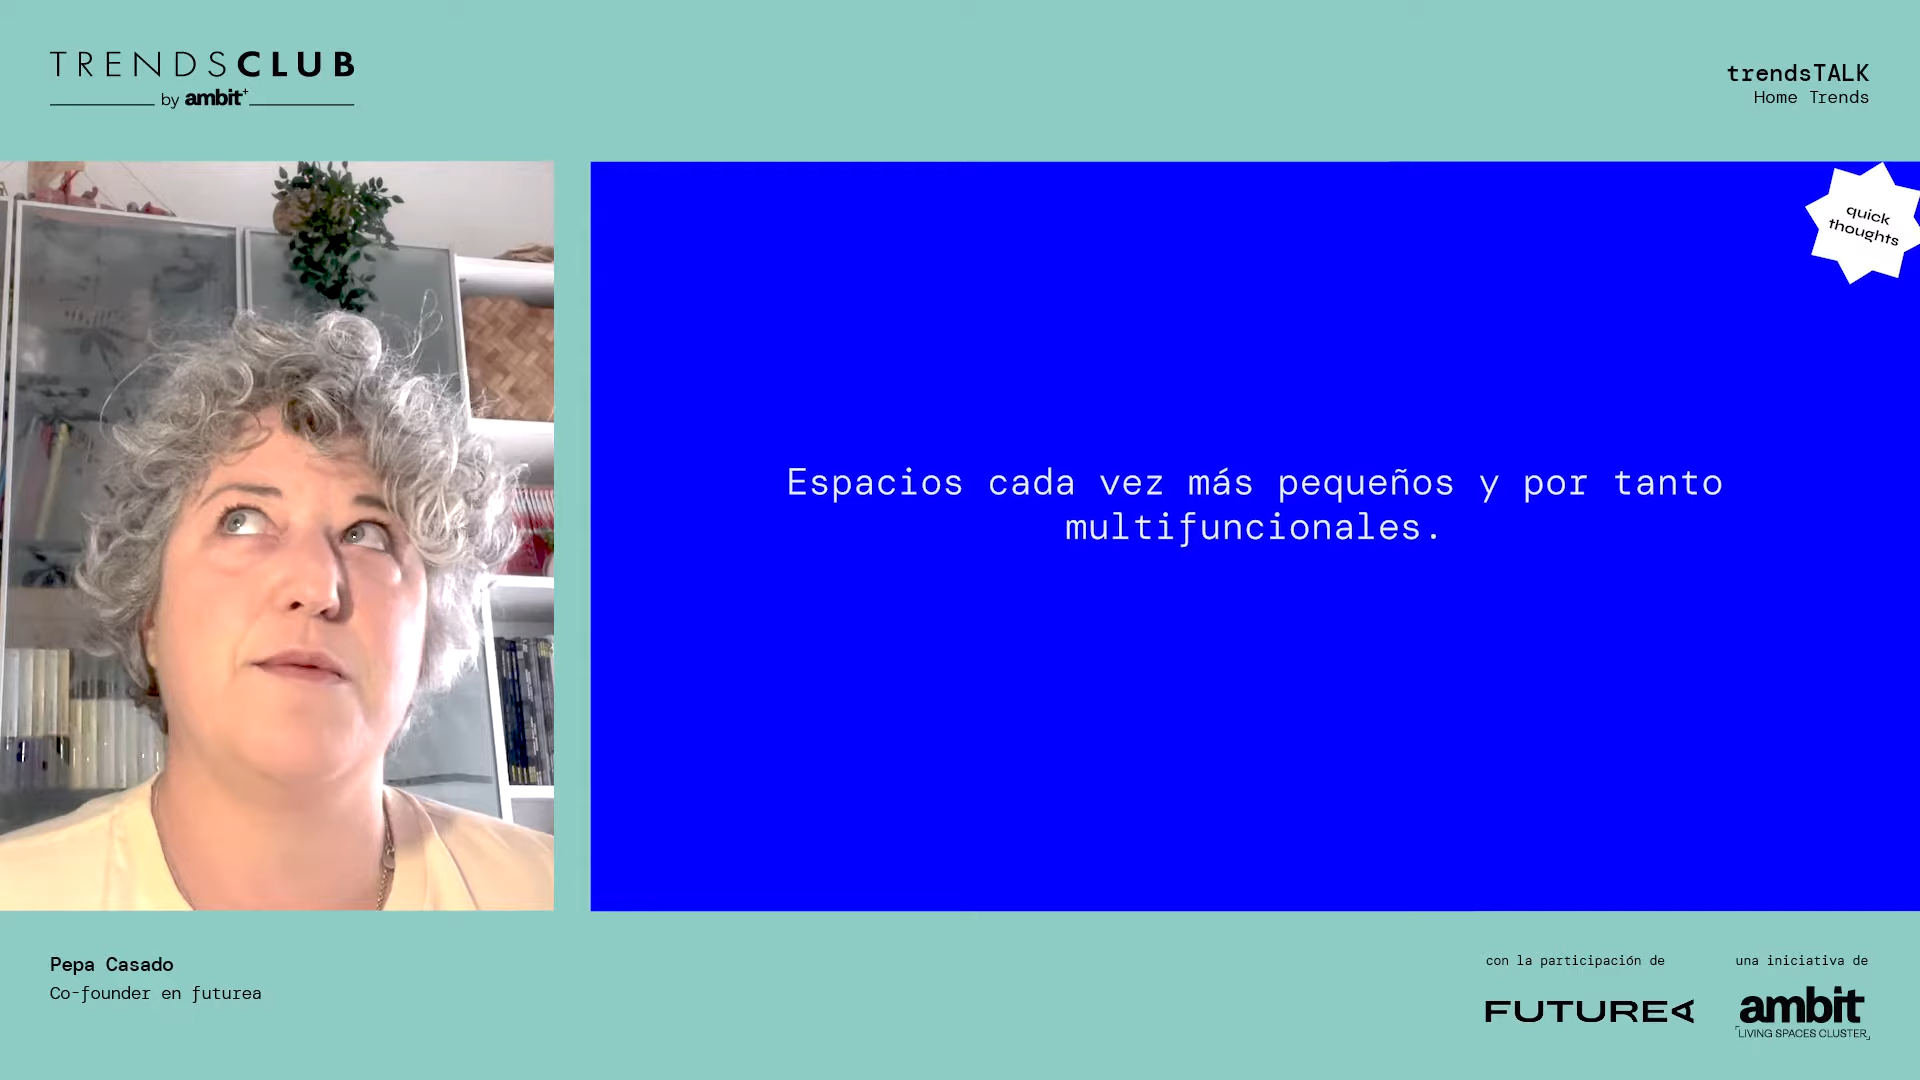 TRENDSCLUB
by ambit+
trendsTALK
Home Trends
quick
thoughts
Espacios cada vez más pequeños y por tanto
multifuncionales.
Pepa Casado
Co-founder en futurea
con la participación de
FUTUREA
una iniciativa de
ambit
LIVING SPACES CLUSTER